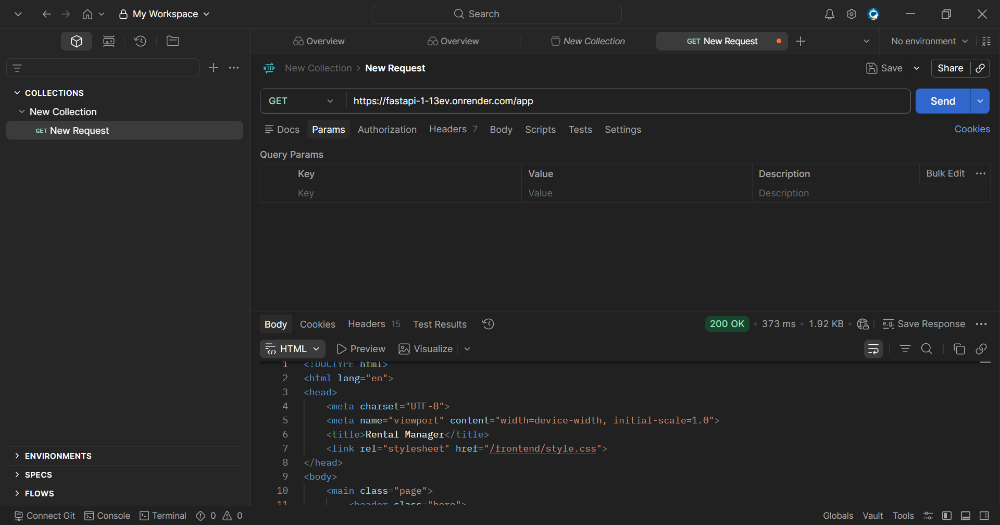 My Workspace
Search
Overview
Overview
New Collection
GET New Request
No environment
COLLECTIONS
New Collection
GET New Request
HTTP New Collection > New Request
Save
Share
GET
https://fastapi-1-13ev.onrender.com/app
Send
Docs
Params
Authorization
Headers 7
Body
Scripts
Tests
Settings
Cookies
Query Params
Key Value Description Bulk Edit
Key Value Description
Body
Cookies
Headers 15
Test Results
200 OK • 373 ms • 1.92 KB
e.g. Save Response
HTML
Preview
Visualize
1 <!DOCTYPE html>
2 <html lang="en">
3 <head>
4 <meta charset="UTF-8">
5 <meta name="viewport" content="width=device-width, initial-scale=1.0">
6 <title>Rental Manager</title>
7 <link rel="stylesheet" href="/frontend/style.css">
8 </head>
9 <body>
10 <main class="page">
11 <header class="hero">
ENVIRONMENTS
SPECS
FLOWS
Connect Git
Console
Terminal
0
0
Globals
Vault
Tools